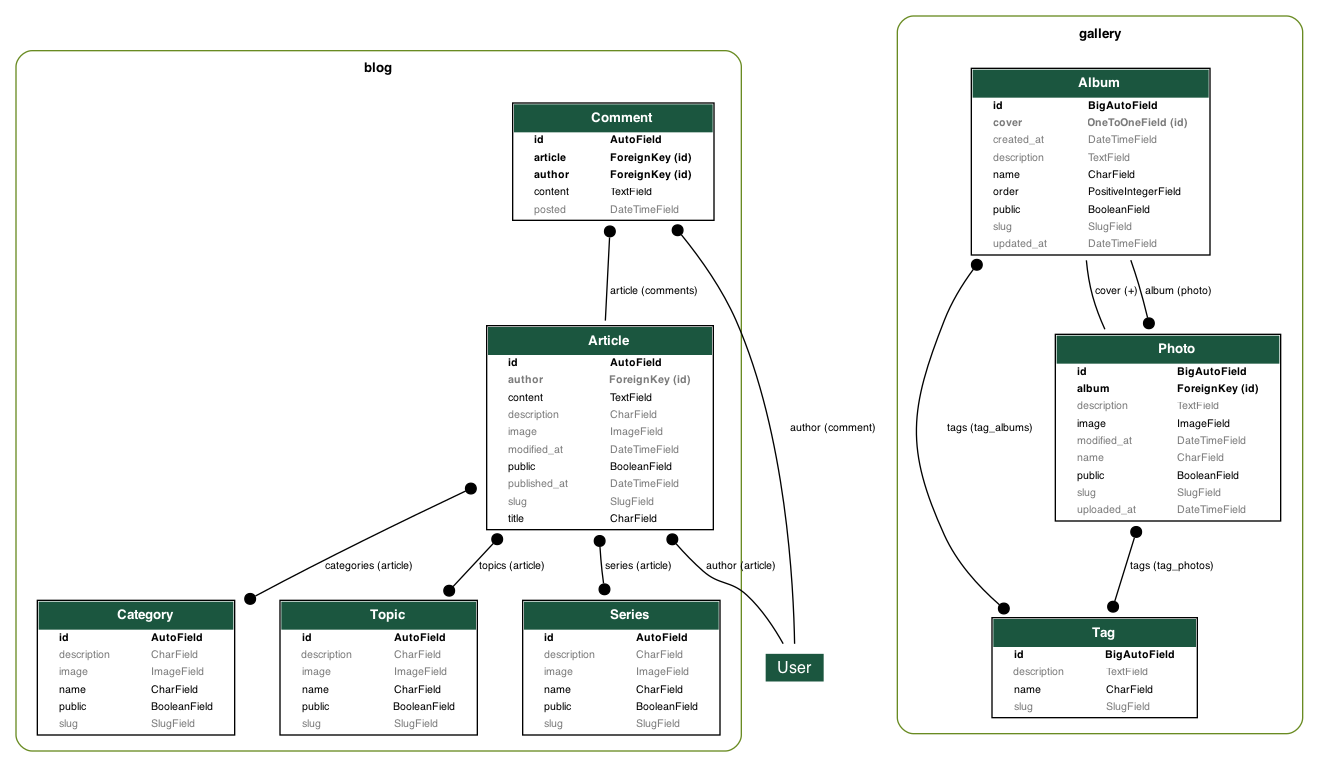 blog
Comment
id AutoField
article ForeignKey (id)
author ForeignKey (id)
content TextField
posted DateTimeField
article (comments)
Article
id AutoField
author ForeignKey (id)
content TextField
description CharField
image ImageField
modified_at DateTimeField
public BooleanField
published_at DateTimeField
slug SlugField
title CharField
author (comment)
categories (article)
topics (article)
series (article)
author (article)
Category
id AutoField
description CharField
image ImageField
name CharField
public BooleanField
slug SlugField
Topic
id AutoField
description CharField
image ImageField
name CharField
public BooleanField
slug SlugField
Series
id AutoField
description CharField
image ImageField
name CharField
public BooleanField
slug SlugField
User
gallery
Album
id BigAutoField
cover OneToOneField (id)
created_at DateTimeField
description TextField
name CharField
order PositiveIntegerField
public BooleanField
slug SlugField
updated_at DateTimeField
cover (+)
album (photo)
Photo
id BigAutoField
album ForeignKey (id)
description TextField
image ImageField
modified_at DateTimeField
name CharField
public BooleanField
slug SlugField
uploaded_at DateTimeField
tags (tag_albums)
tags (tag_photos)
Tag
id BigAutoField
description TextField
name CharField
slug SlugField